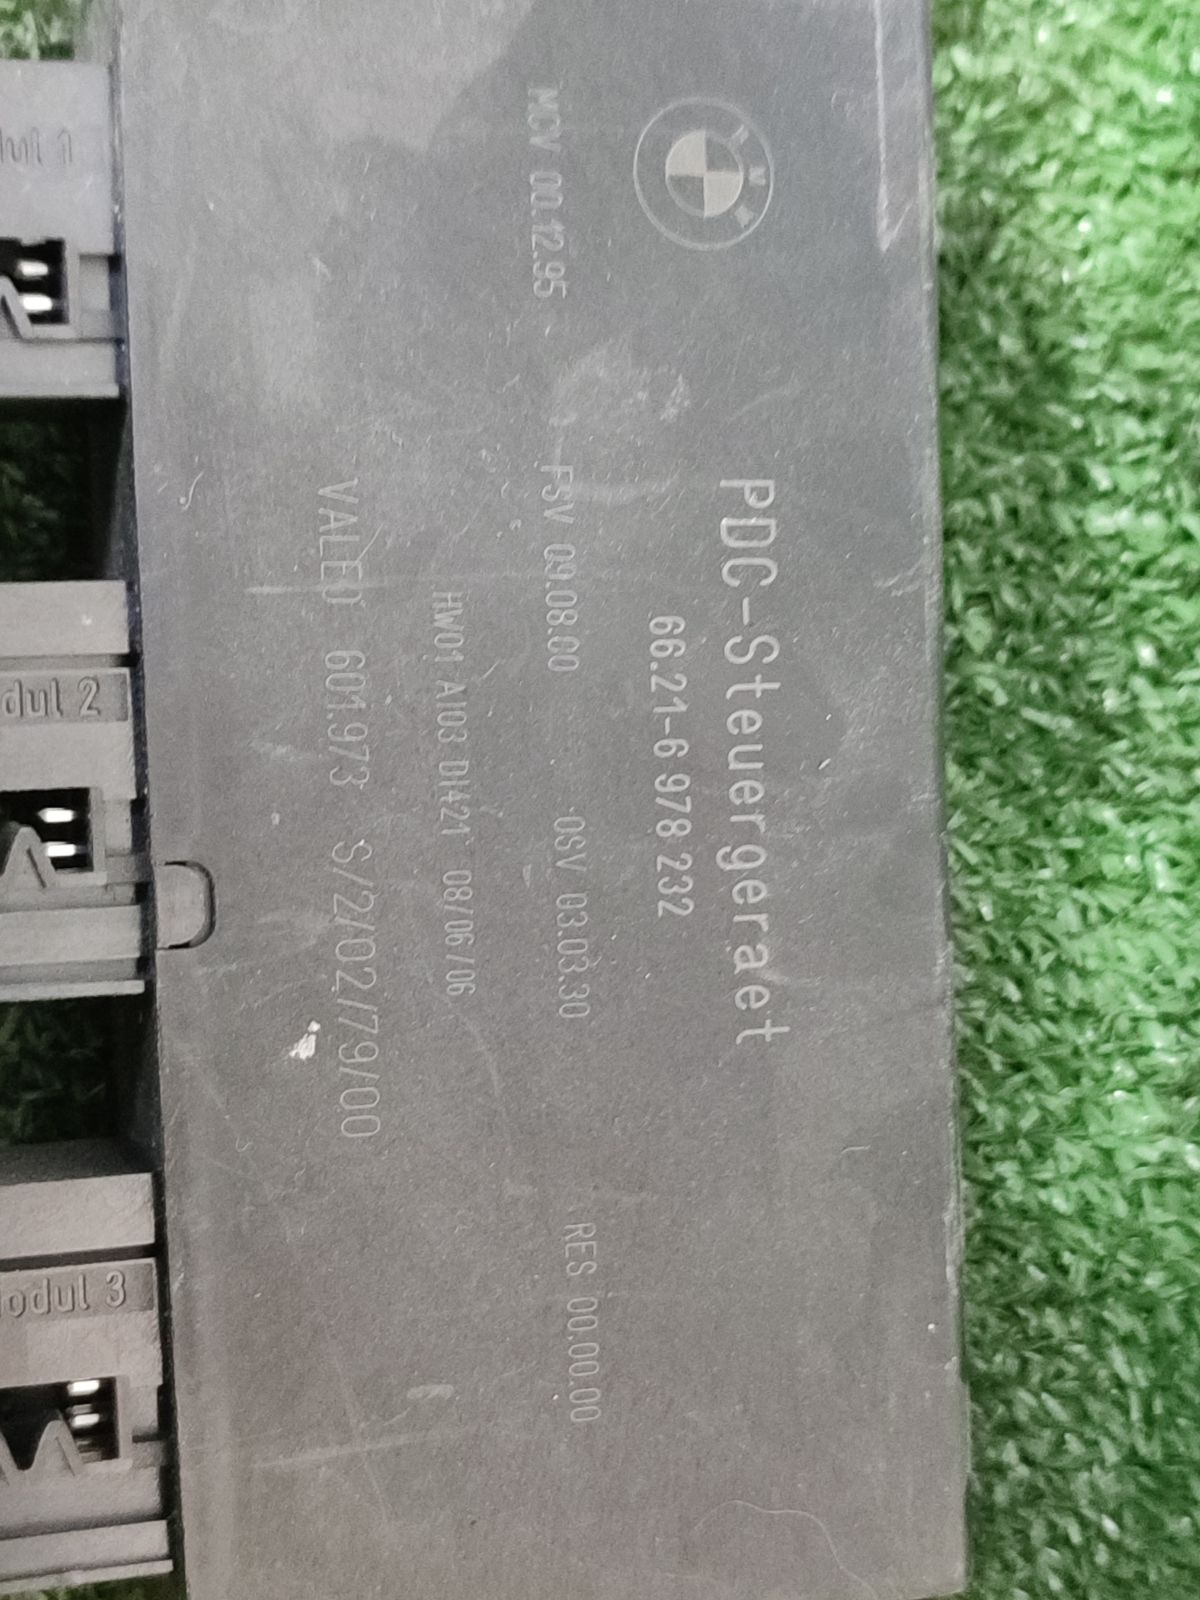 PDC-Steuergeraet
66.21-6 978 232
MCV 00.12.95 FSV 09.08.00 OSV 03.03.30 RES 00.00.00
HW01 AI03 DI421 08/06/06
VALEO 601.973 S/2/02/79/00
dul 1
dul 2
odul 3